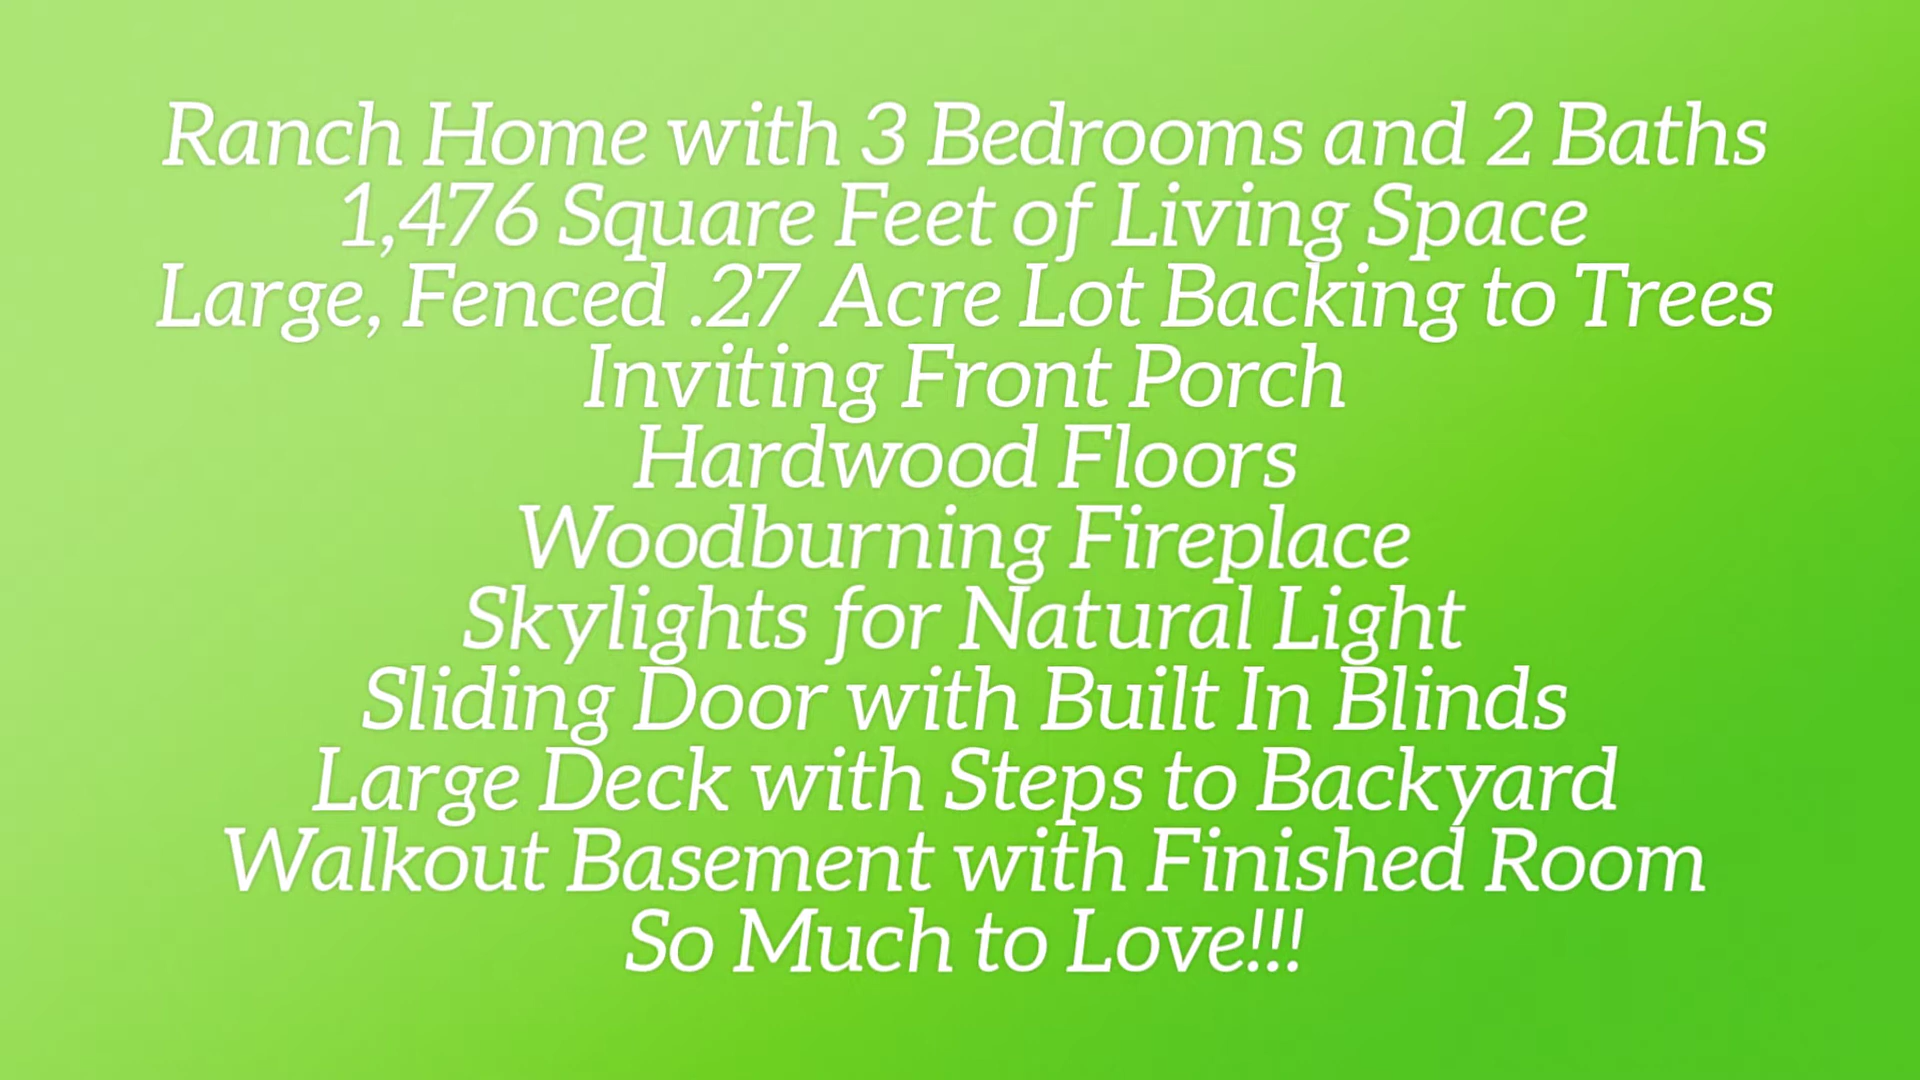 Ranch Home with 3 Bedrooms and 2 Baths
1,476 Square Feet of Living Space
Large, Fenced .27 Acre Lot Backing to Trees
Inviting Front Porch
Hardwood Floors
Woodburning Fireplace
Skylights for Natural Light
Sliding Door with Built In Blinds
Large Deck with Steps to Backyard
Walkout Basement with Finished Room
So Much to Love!!!